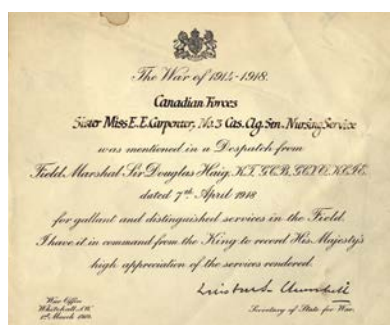 The War of 1914-1918.
Canadian Forces
Sister Miss E. E. Carpenter, No. 3 Cas. Clg. Stn. Nursing Service
was mentioned in a Despatch from
Field Marshal Sir Douglas Haig, K.T. G.C.B. G.C.V.O. K.C.I.E.
dated 7th April 1918
for gallant and distinguished services in the Field.
I have it in command from the King to record His Majesty's
high appreciation of the services rendered.
Winston S. Churchill
War Office
Whitehall, S.W.
Secretary of State for War.
1st March 1919.